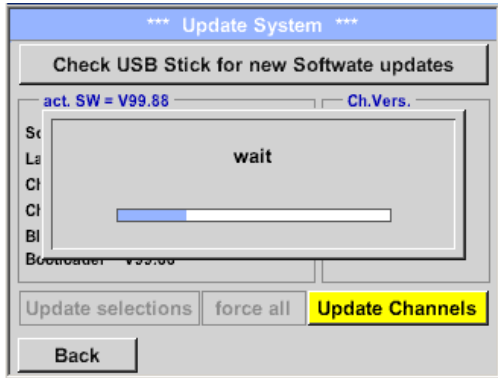 *** Update System ***
Check USB Stick for new Softwate updates
act. SW = V99.88
Ch.Vers.
wait
Update selections
force all
Update Channels
Back